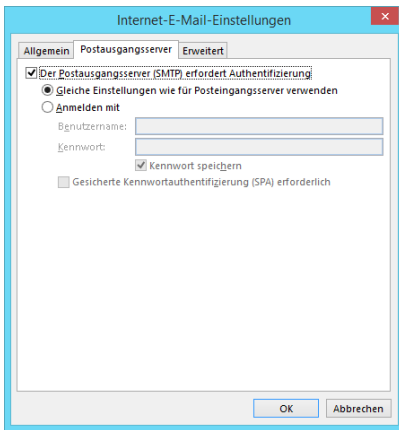 Internet-E-Mail-Einstellungen
Allgemein Postausgangsserver Erweitert
Der Postausgangsserver (SMTP) erfordert Authentifizierung
Gleiche Einstellungen wie für Posteingangsserver verwenden
Anmelden mit
Benutzername:
Kennwort:
Kennwort speichern
Gesicherte Kennwortauthentifizierung (SPA) erforderlich
OK Abbrechen